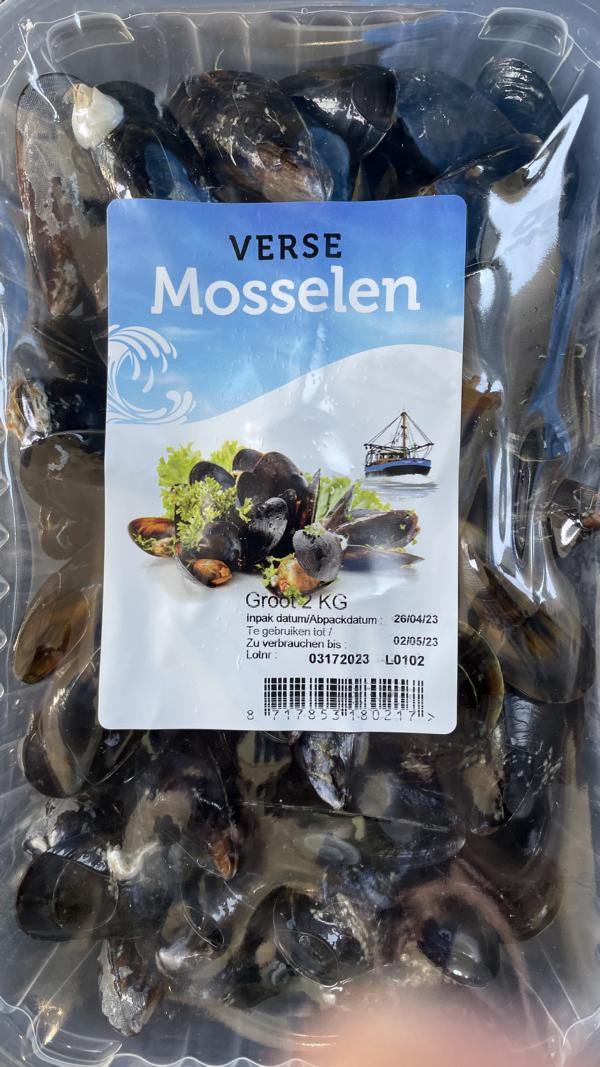 VERSE
Mosselen
Groot 2 KG
inpak datum/Abpackdatum : 26/04/23
Te gebruiken tot /
Zu verbrauchen bis : 02/05/23
Lotnr : 03172023 L0102
8 717853 180217 >